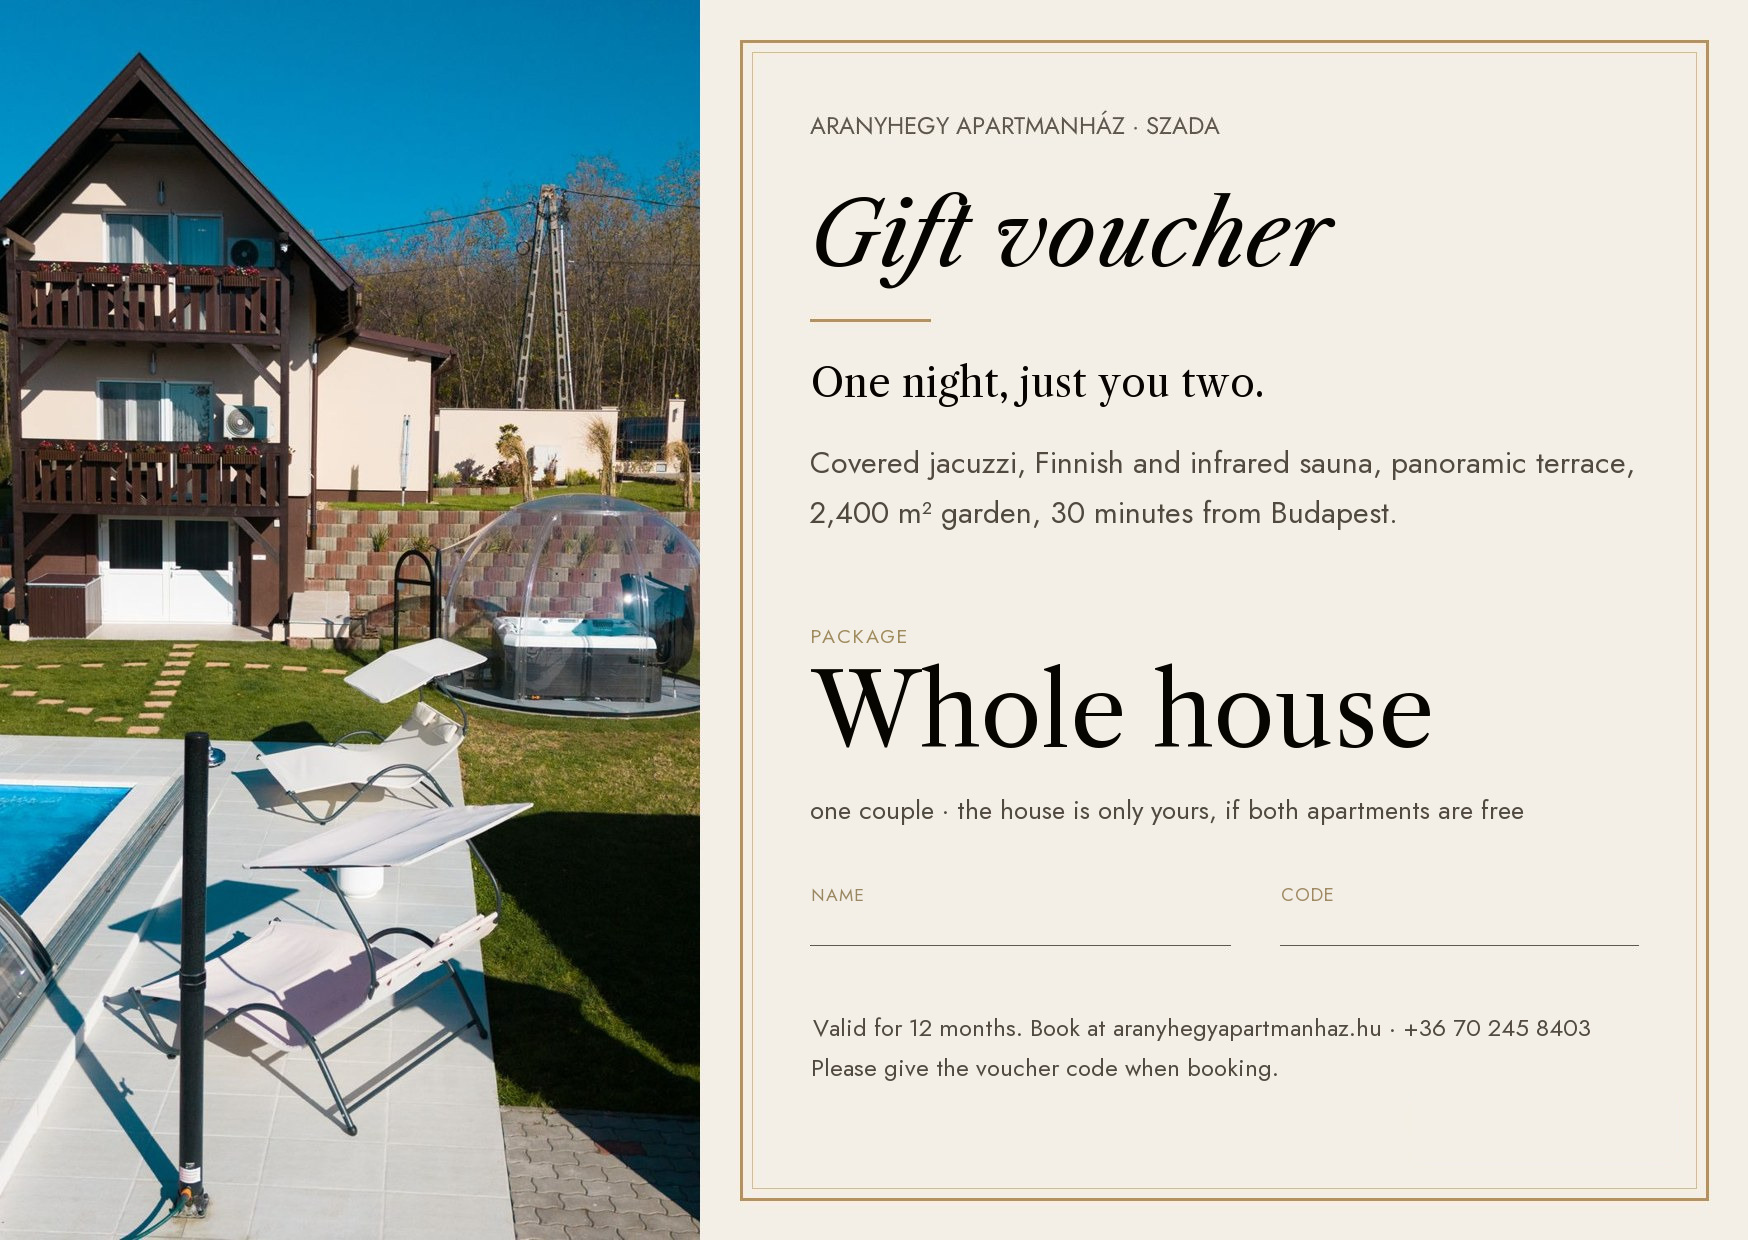 ARANYHEGY APARTMANHÁZ · SZADA
Gift voucher
One night, just you two.
Covered jacuzzi, Finnish and infrared sauna, panoramic terrace,
2,400 m² garden, 30 minutes from Budapest.
PACKAGE
Whole house
one couple · the house is only yours, if both apartments are free
NAME
CODE
Valid for 12 months. Book at aranyhegyapartmanhaz.hu · +36 70 245 8403
Please give the voucher code when booking.